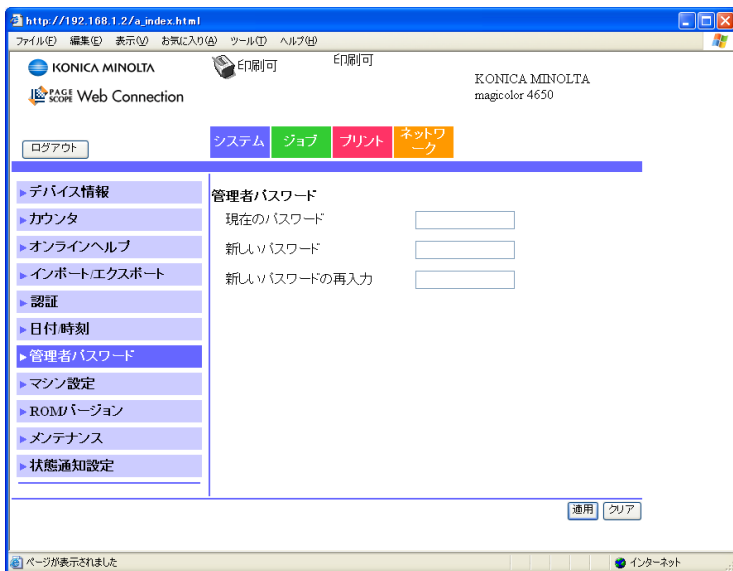 http://192.168.1.2/a_index.html
ファイル(F) 編集(E) 表示(V) お気に入り(A) ツール(T) ヘルプ(H)
KONICA MINOLTA
印刷可
印刷可
KONICA MINOLTA
magicolor 4650
PAGE SCOPE Web Connection
ログアウト
システム
ジョブ
プリント
ネットワ
ーク
デバイス情報
カウンタ
オンラインヘルプ
インポート/エクスポート
認証
日付/時刻
管理者パスワード
マシン設定
ROMバージョン
メンテナンス
状態通知設定
管理者パスワード
現在のパスワード
新しいパスワード
新しいパスワードの再入力
適用
クリア
ページが表示されました
インターネット